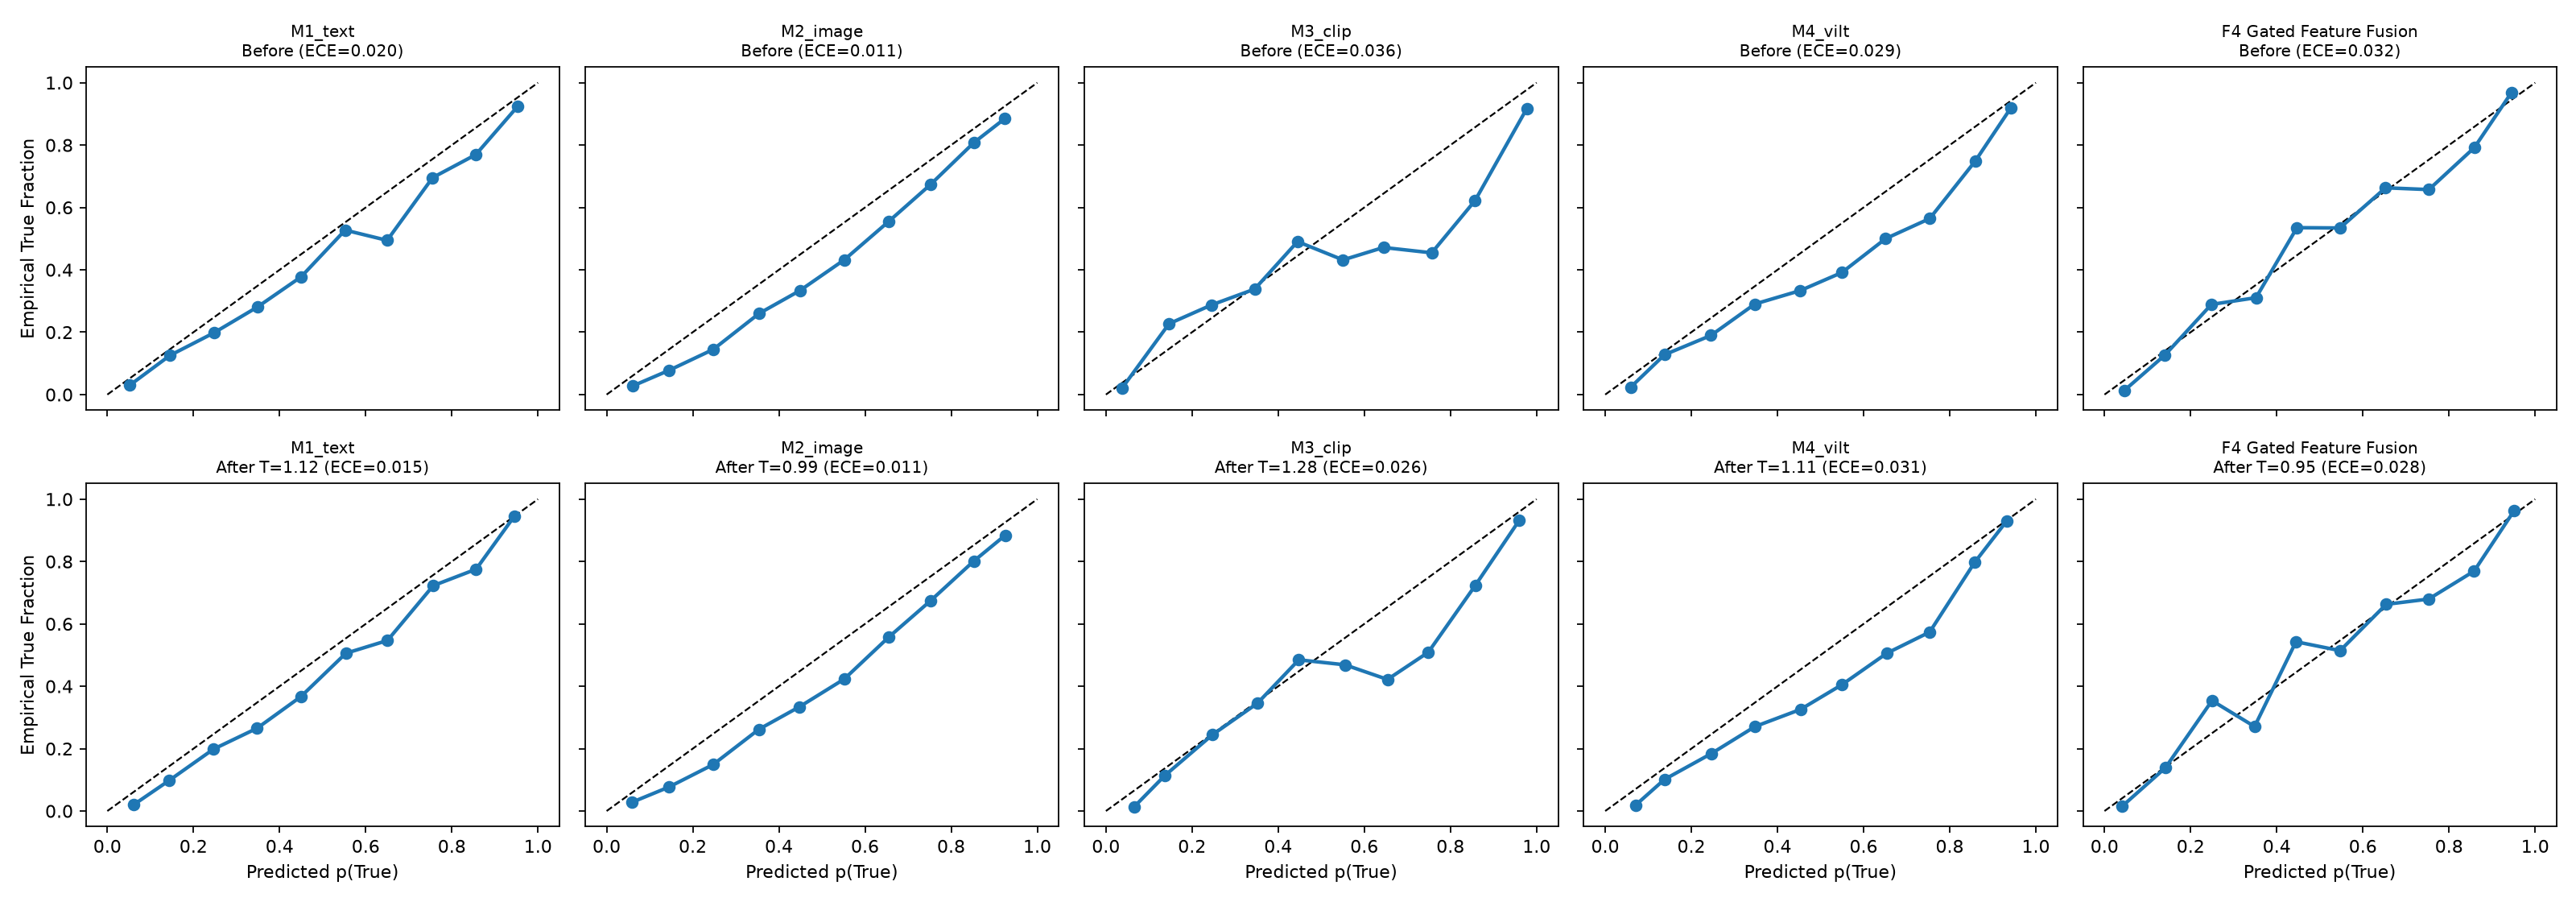 M1_text
Before (ECE=0.020)
M2_image
Before (ECE=0.011)
M3_clip
Before (ECE=0.036)
M4_vilt
Before (ECE=0.029)
F4 Gated Feature Fusion
Before (ECE=0.032)
Empirical True Fraction
1.0
0.8
0.6
0.4
0.2
0.0
M1_text
After T=1.12 (ECE=0.015)
M2_image
After T=0.99 (ECE=0.011)
M3_clip
After T=1.28 (ECE=0.026)
M4_vilt
After T=1.11 (ECE=0.031)
F4 Gated Feature Fusion
After T=0.95 (ECE=0.028)
Empirical True Fraction
1.0
0.8
0.6
0.4
0.2
0.0
0.0 0.2 0.4 0.6 0.8 1.0
Predicted p(True)
0.0 0.2 0.4 0.6 0.8 1.0
Predicted p(True)
0.0 0.2 0.4 0.6 0.8 1.0
Predicted p(True)
0.0 0.2 0.4 0.6 0.8 1.0
Predicted p(True)
0.0 0.2 0.4 0.6 0.8 1.0
Predicted p(True)